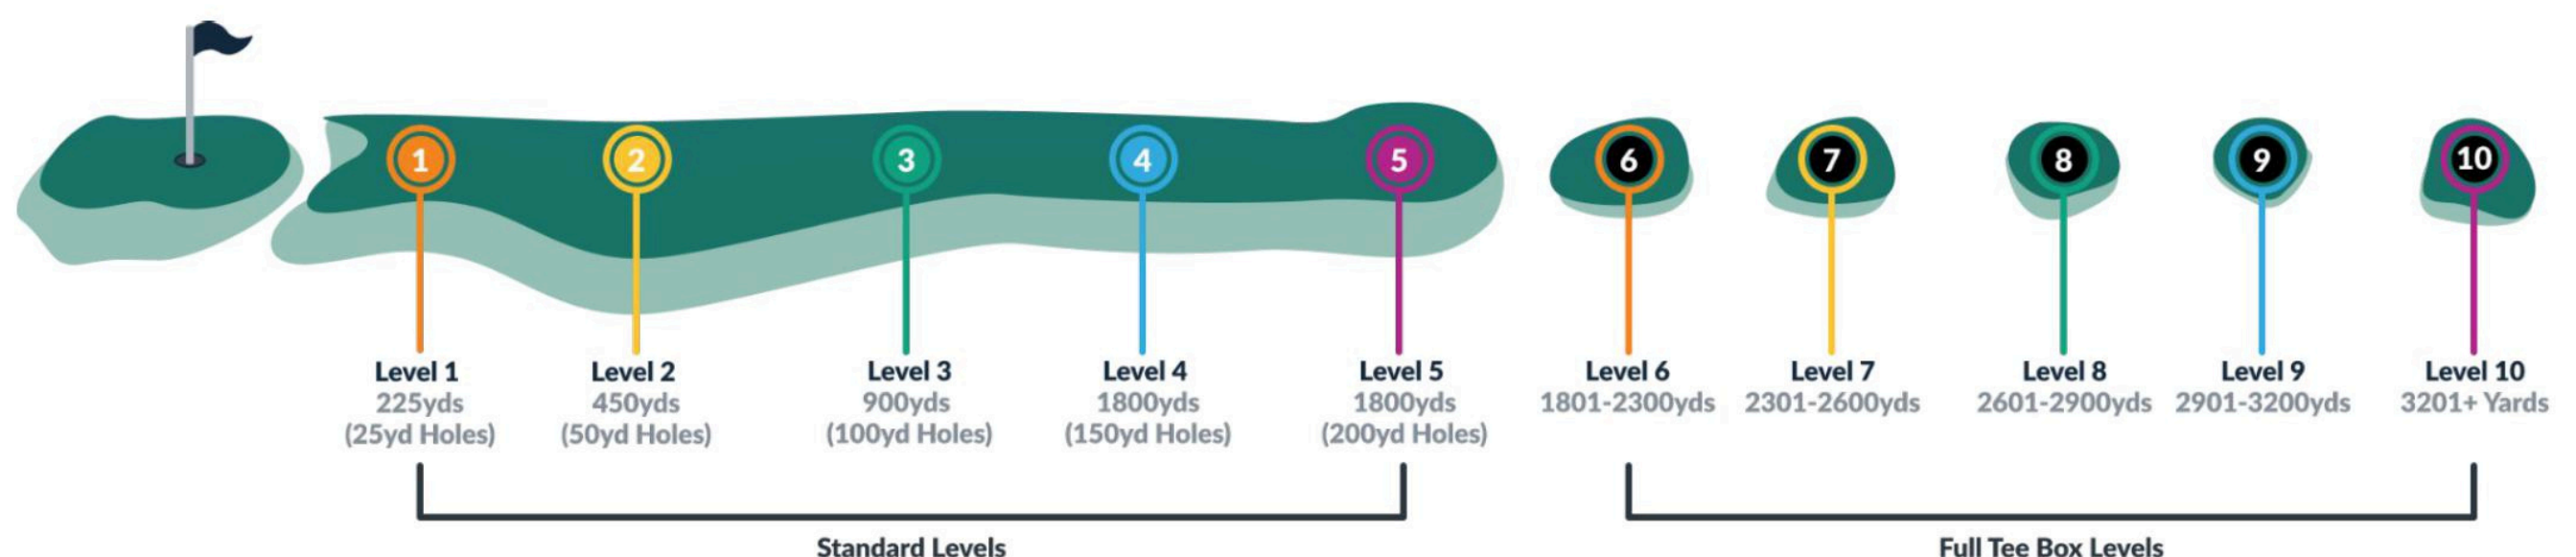 1
2
3
4
5
6
7
8
9
10
Level 1
225yds
(25yd Holes)
Level 2
450yds
(50yd Holes)
Level 3
900yds
(100yd Holes)
Level 4
1800yds
(150yd Holes)
Level 5
1800yds
(200yd Holes)
Level 6
1801-2300yds
Level 7
2301-2600yds
Level 8
2601-2900yds
Level 9
2901-3200yds
Level 10
3201+ Yards
Standard Levels
Full Tee Box Levels